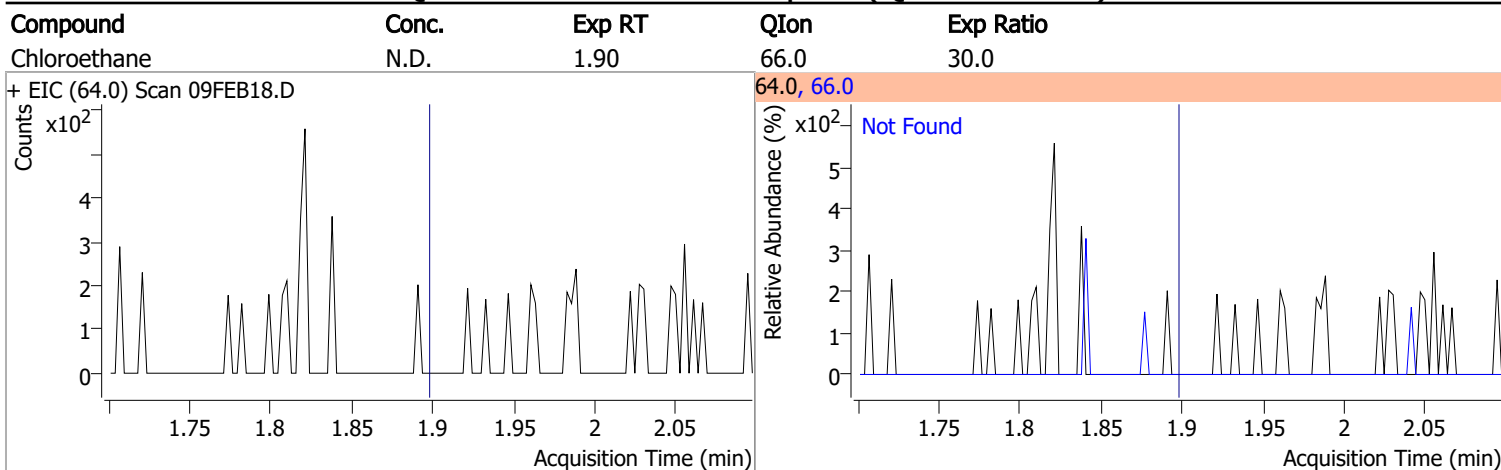 Compound Conc. Exp RT QIon Exp Ratio
Chloroethane N.D. 1.90 66.0 30.0
+ EIC (64.0) Scan 09FEB18.D
Counts
x10²
4
3
2
1
0
1.75 1.8 1.85 1.9 1.95 2 2.05
Acquisition Time (min)
64.0, 66.0
Relative Abundance (%)
x10²
Not Found
5
4
3
2
1
0
1.75 1.8 1.85 1.9 1.95 2 2.05
Acquisition Time (min)